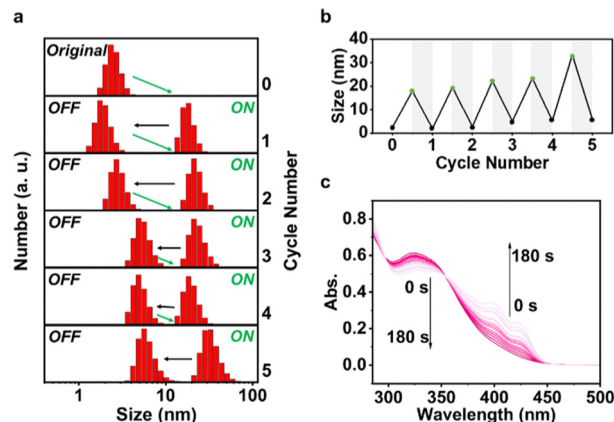 a
Original
0
OFF
ON
1
OFF
ON
2
OFF
ON
3
OFF
ON
4
OFF
ON
5
Number (a. u.)
Cycle Number
1
10
100
Size (nm)
b
40
30
20
10
0
Size (nm)
0
1
2
3
4
5
Cycle Number
c
0.8
0.6
0.4
0.2
0.0
Abs.
180 s
0 s
0 s
180 s
300
350
400
450
500
Wavelength (nm)